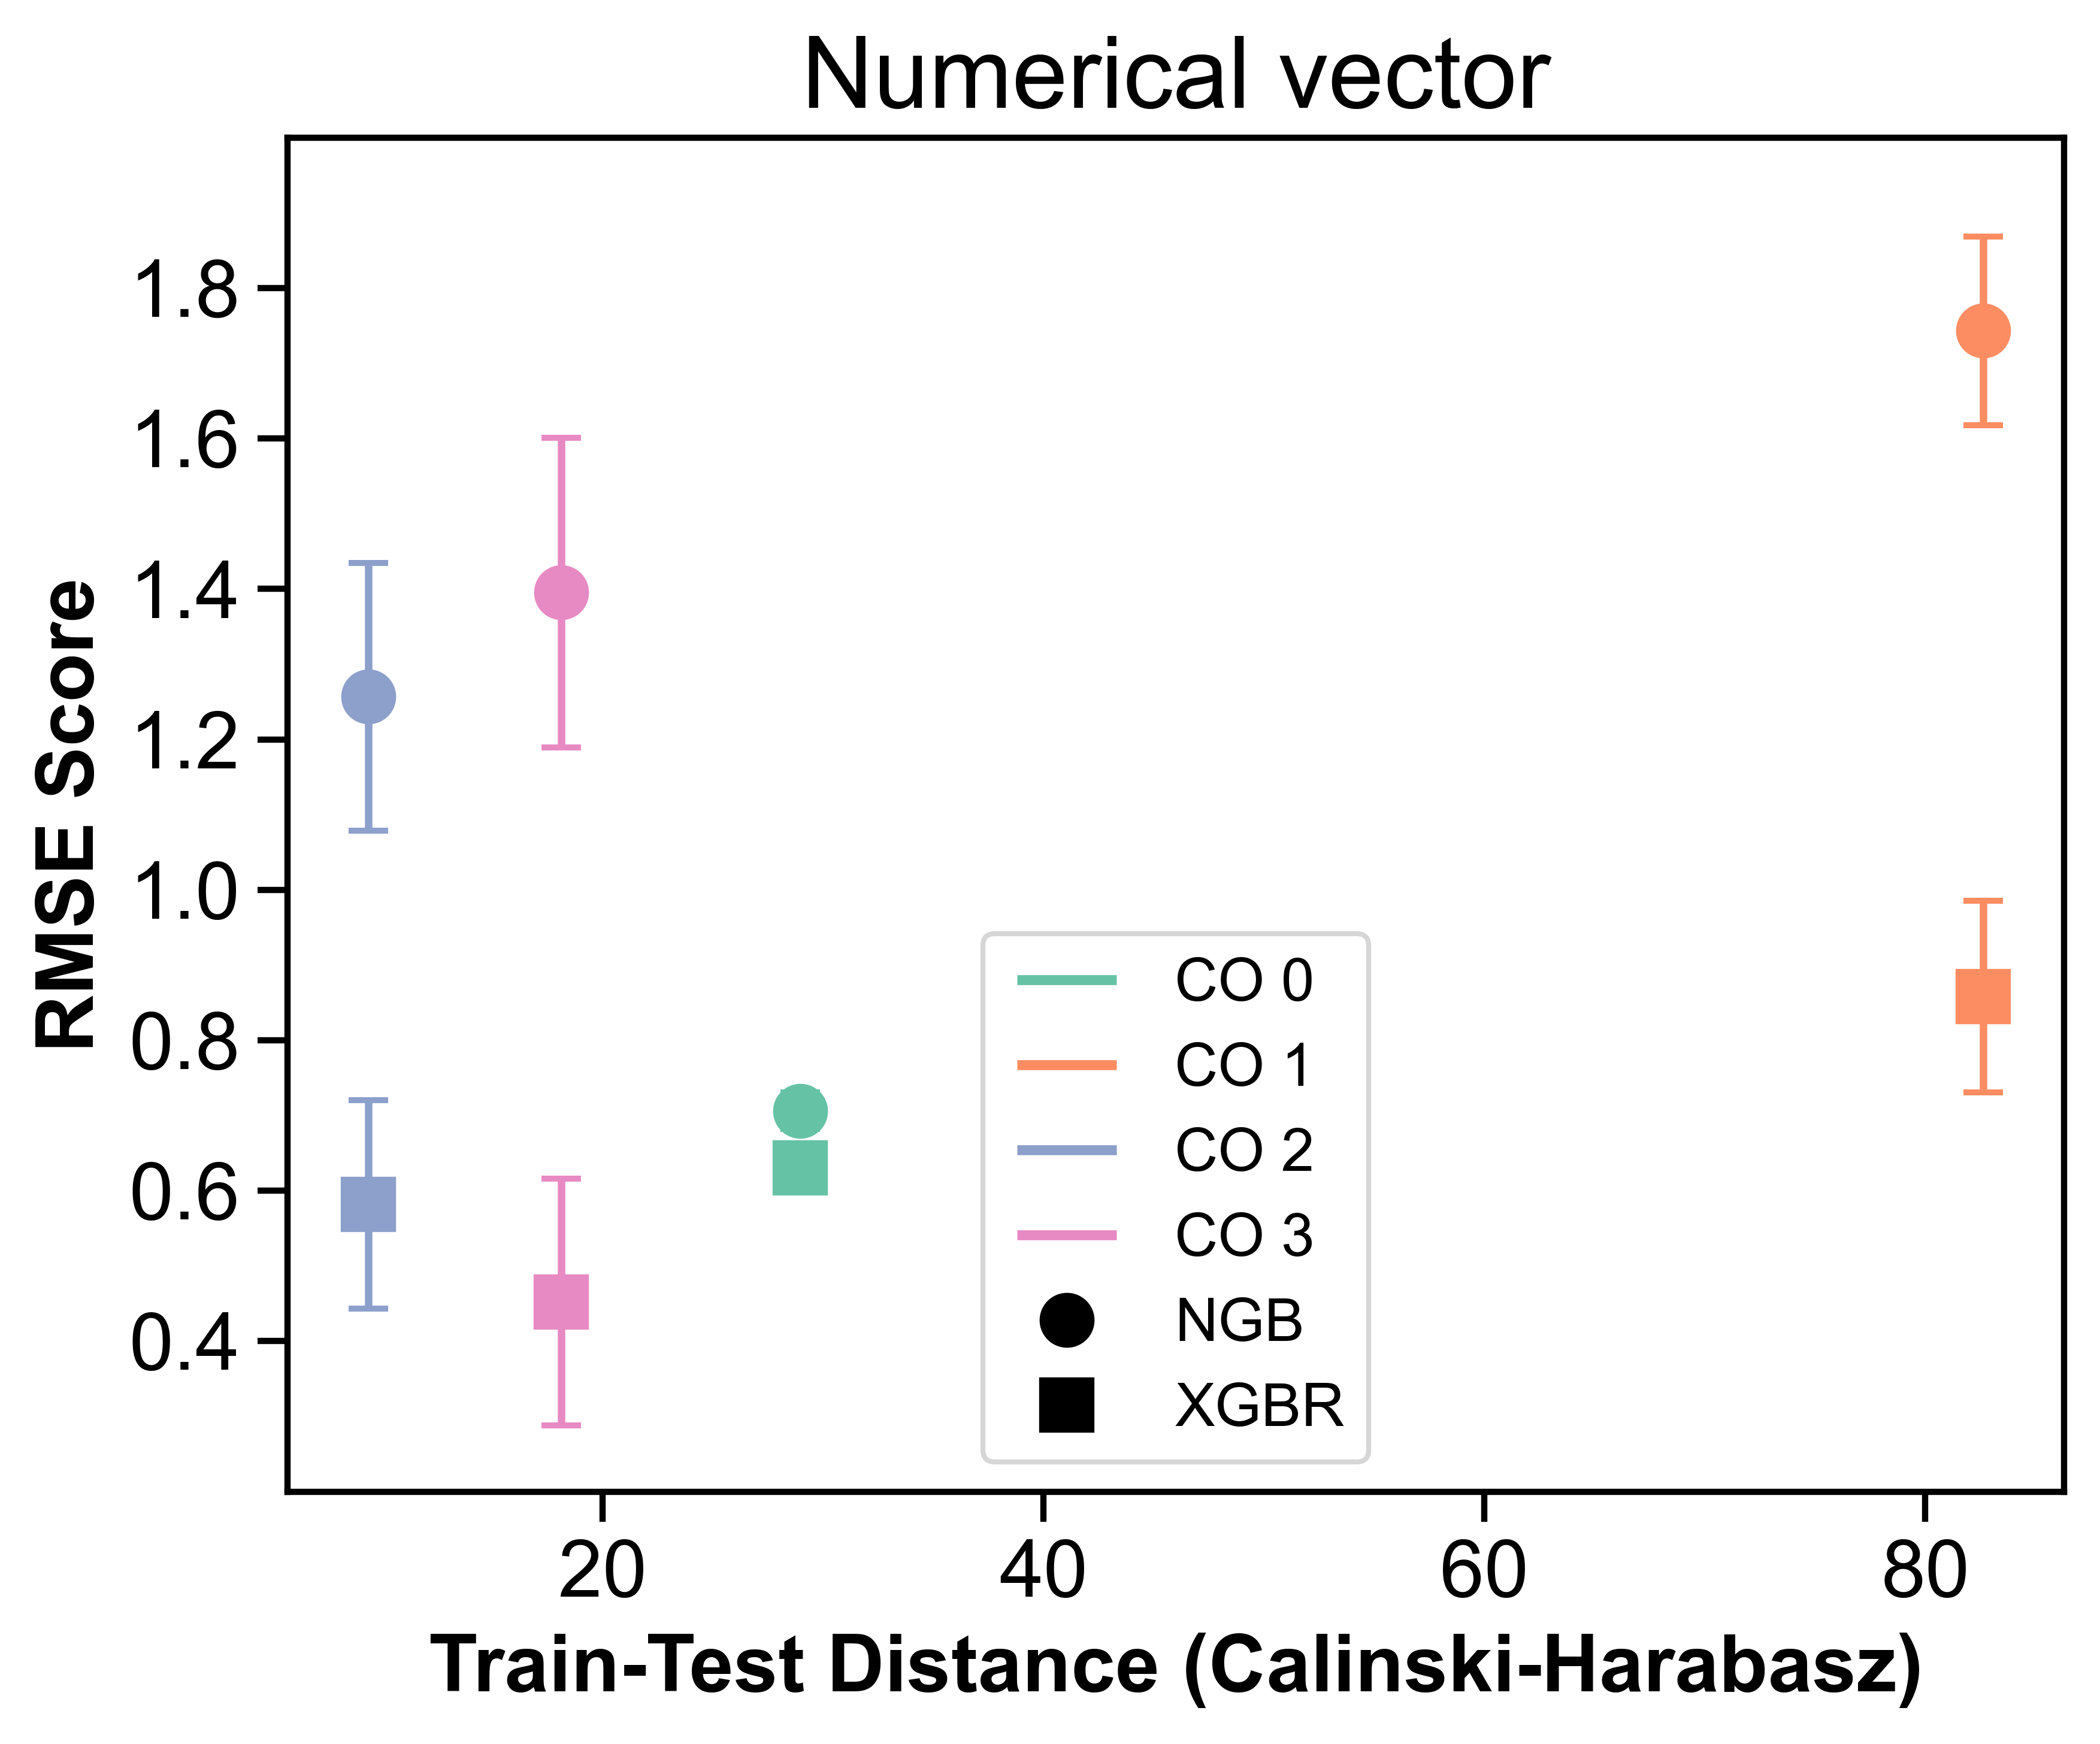 Numerical vector
RMSE Score
1.8
1.6
1.4
1.2
1.0
0.8
0.6
0.4
CO 0
CO 1
CO 2
CO 3
NGB
XGBR
20 40 60 80
Train-Test Distance (Calinski-Harabasz)